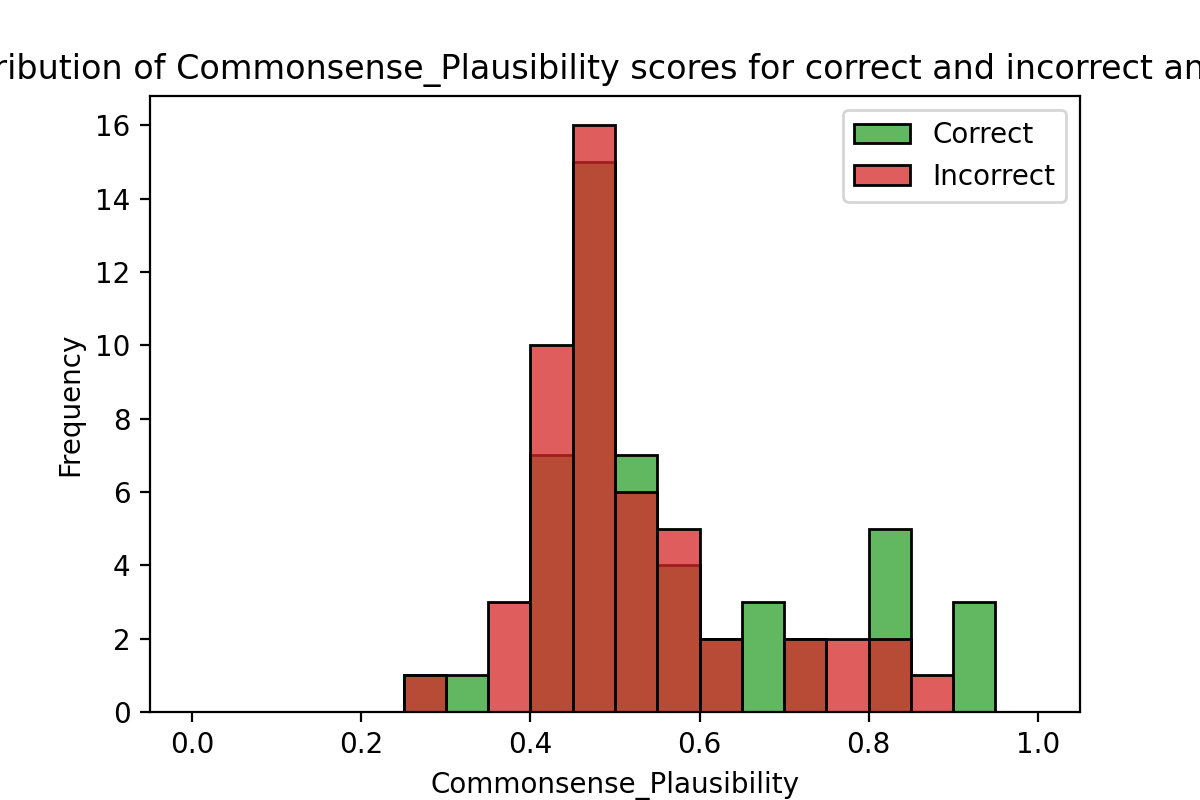 ribution of Commonsense_Plausibility scores for correct and incorrect an
Correct
Incorrect
16
14
12
10
8
6
4
2
0
Frequency
0.0 0.2 0.4 0.6 0.8 1.0
Commonsense_Plausibility